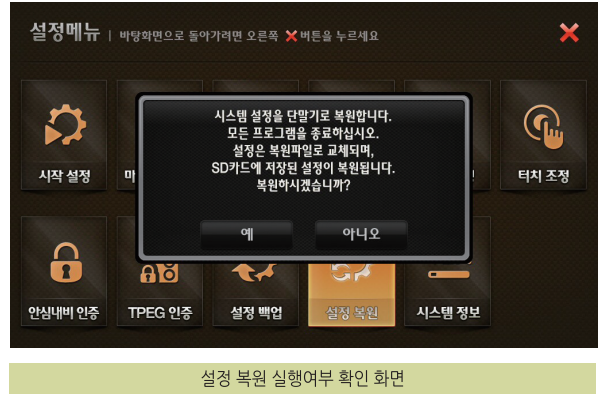 설정메뉴 | 바탕화면으로 돌아가려면 오른쪽 ✕ 버튼을 누르세요
시스템 설정을 단말기로 복원합니다.
모든 프로그램을 종료하십시오.
설정은 복원파일로 교체되며,
SD카드에 저장된 설정이 복원됩니다.
복원하시겠습니까?
예 아니오
시작 설정 터치 조정
안심내비 인증 TPEG 인증 설정 백업 설정 복원 시스템 정보
설정 복원 실행여부 확인 화면